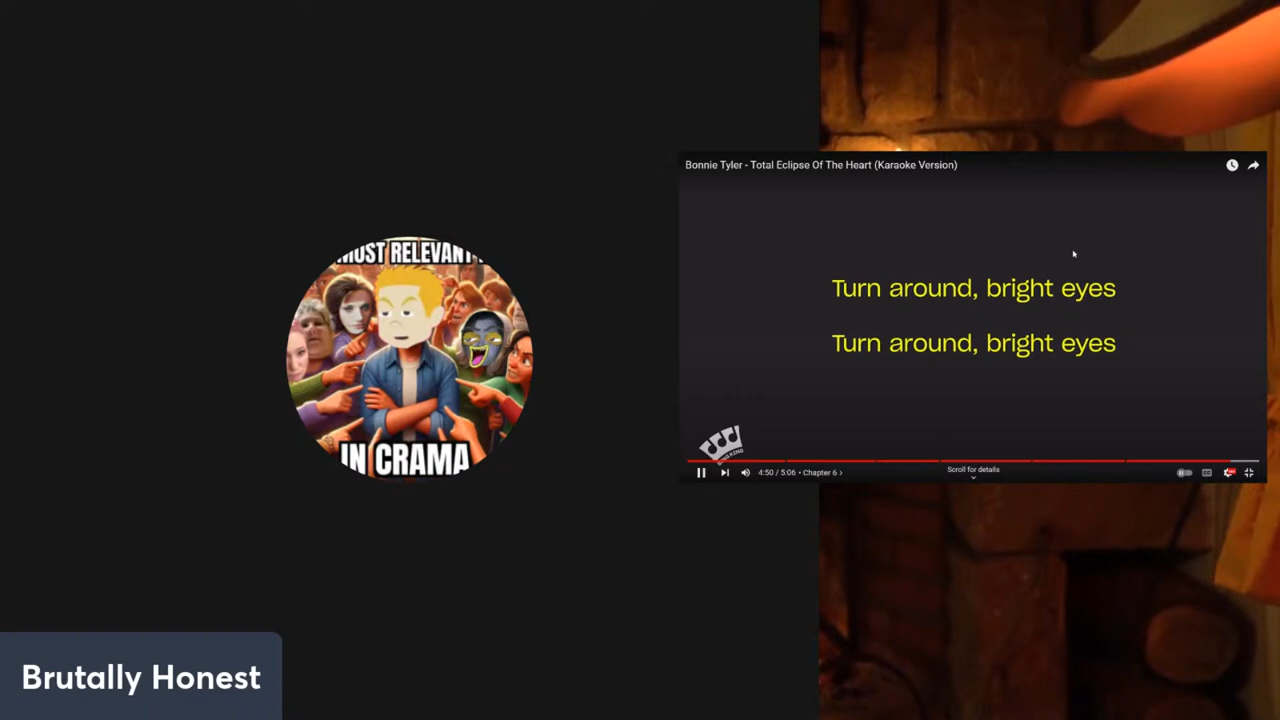 MOST RELEVANT
IN CRAMA
Bonnie Tyler - Total Eclipse Of The Heart (Karaoke Version)
Turn around, bright eyes
Turn around, bright eyes
4:50 / 5:06 • Chapter 6 ›
Scroll for details
Brutally Honest